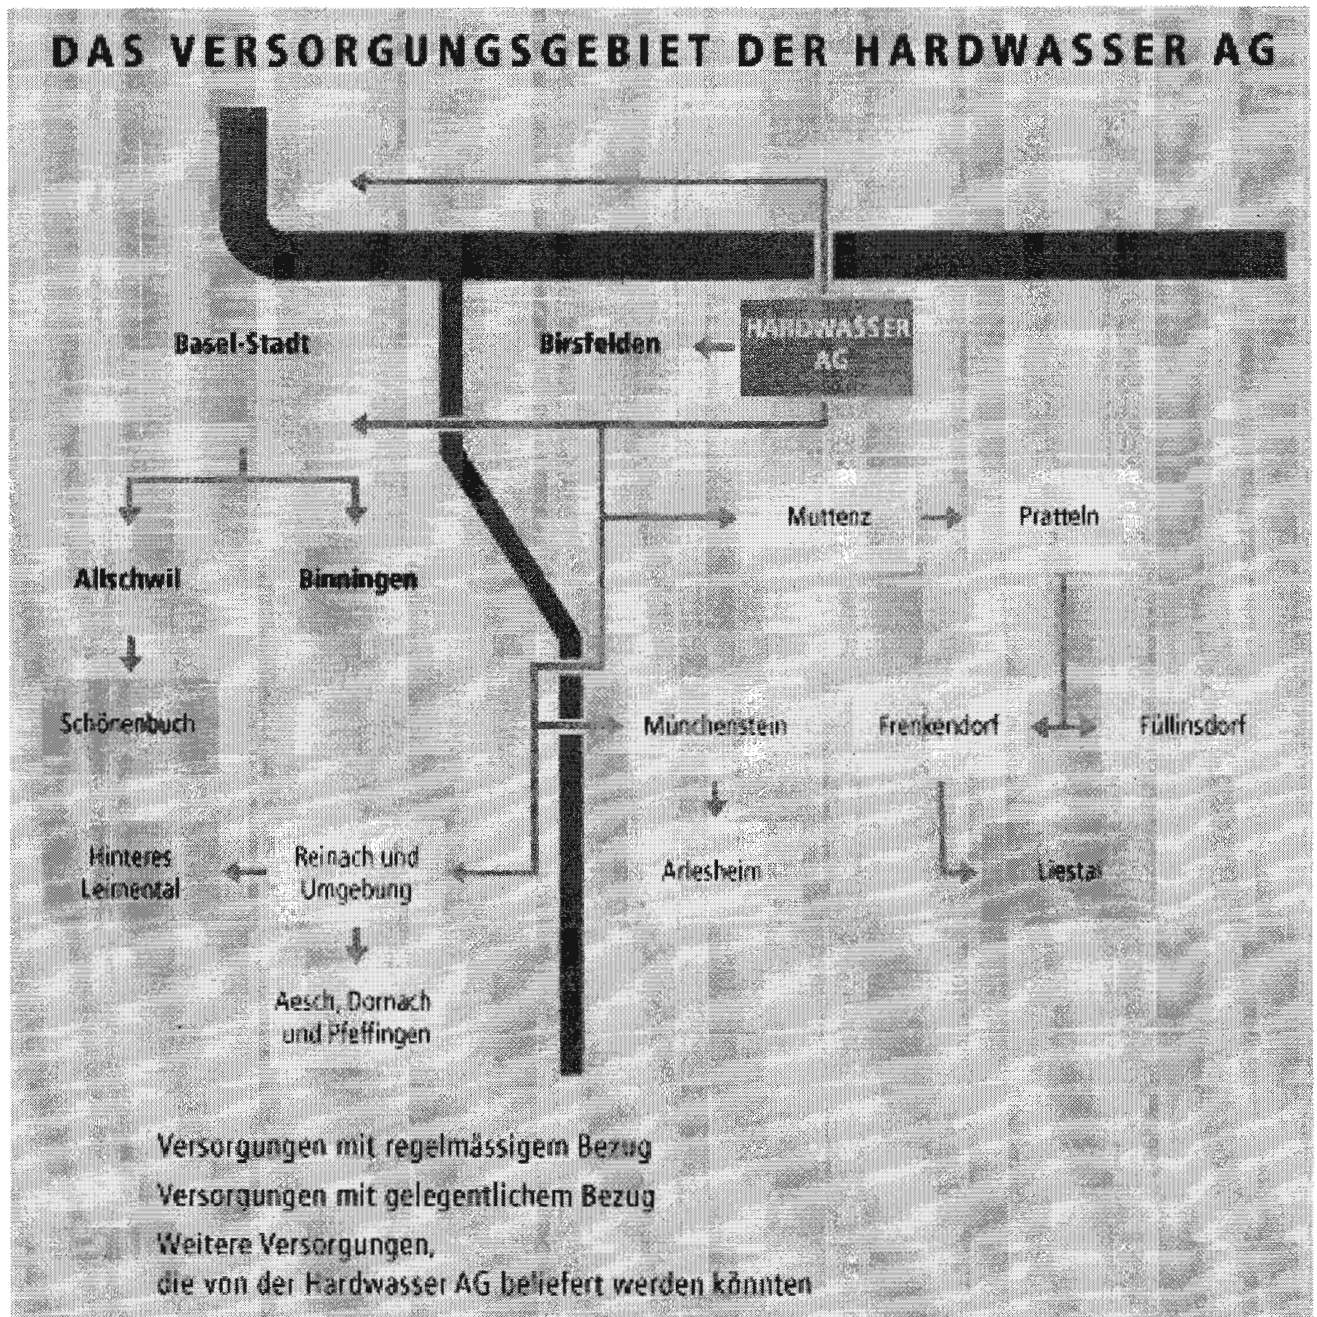 DAS VERSORGUNGSGEBIET DER HARDWASSER AG
HARDWASSER
AG
Basel-Stadt
Birsfelden
Muttenz
Pratteln
Allschwil
Binningen
Schönenbuch
Münchenstein
Frenkendorf
Füllinsdorf
Hinteres
Leimental
Reinach und
Umgebung
Arlesheim
Liestal
Aesch, Dornach
und Pfeffingen
Versorgungen mit regelmässigem Bezug
Versorgungen mit gelegentlichem Bezug
Weitere Versorgungen,
die von der Hardwasser AG beliefert werden könnten